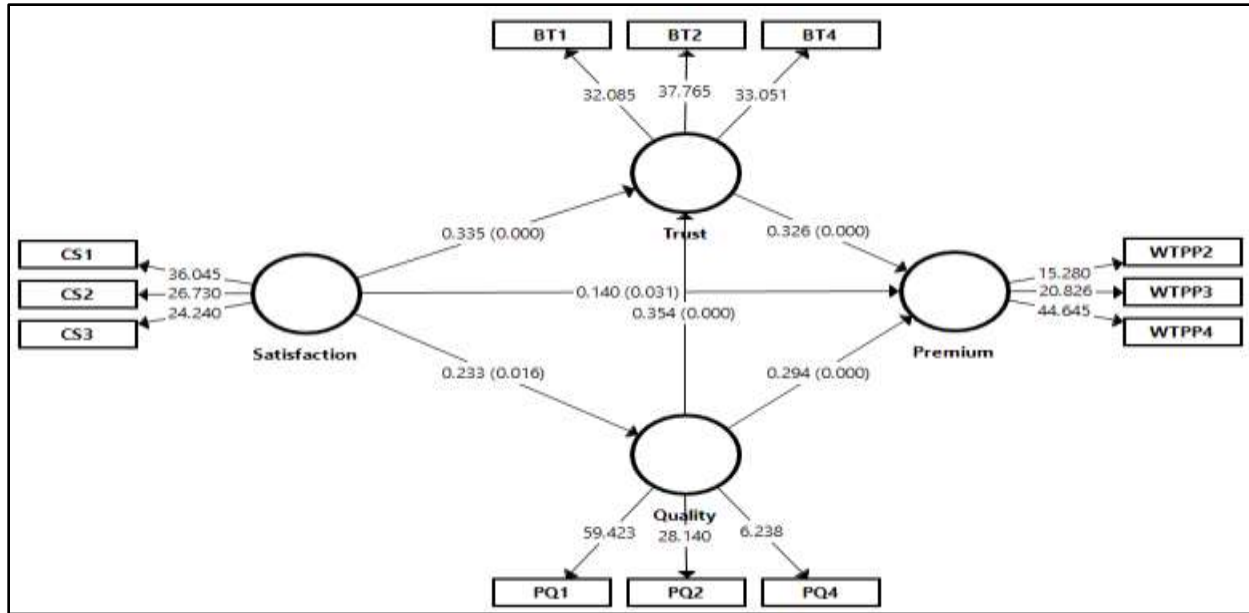 BT1 BT2 BT4
32.085 37.765 33.051
Trust
0.335 (0.000) 0.326 (0.000)
CS1
36.045
CS2
26.730
CS3
24.240
Satisfaction
0.140 (0.031)
0.354 (0.000)
WTPP2
15.280
WTPP3
20.826
WTPP4
44.645
Premium
0.233 (0.016) 0.294 (0.000)
Quality
59.423 28.140 6.238
PQ1 PQ2 PQ4